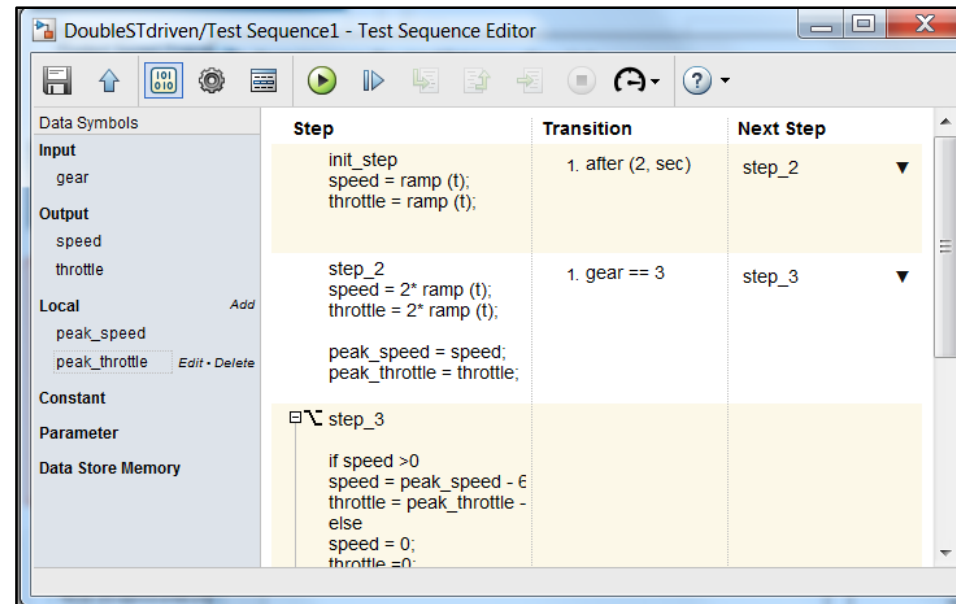 DoubleSTdriven/Test Sequence1 - Test Sequence Editor
Data Symbols
Input
gear
Output
speed
throttle
Local Add
peak_speed
peak_throttle Edit • Delete
Constant
Parameter
Data Store Memory
Step Transition Next Step
init_step
speed = ramp (t);
throttle = ramp (t);
1. after (2, sec)
step_2
step_2
speed = 2* ramp (t);
throttle = 2* ramp (t);
peak_speed = speed;
peak_throttle = throttle;
1. gear == 3
step_3
step_3
if speed >0
speed = peak_speed - 6
throttle = peak_throttle -
else
speed = 0;
throttle =0;